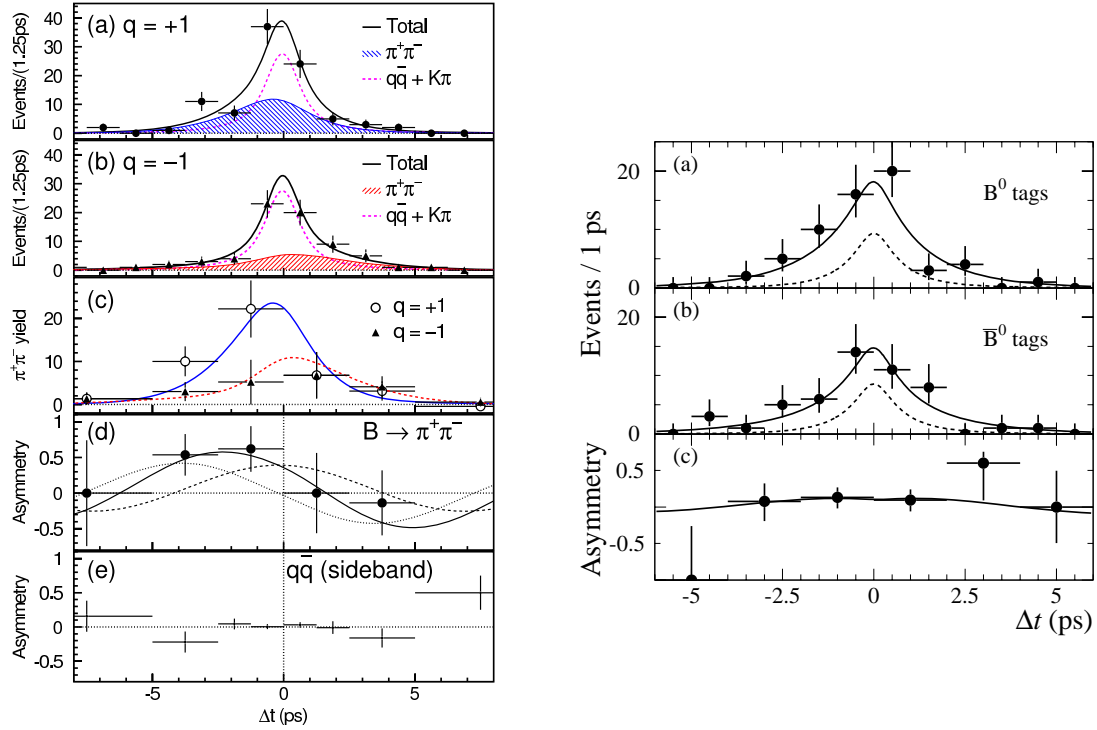 (a) q = +1
Total
π⁺π⁻
qq̄ + Kπ
Events/(1.25ps)
40
30
20
10
0
(b) q = −1
Total
π⁺π⁻
qq̄ + Kπ
Events/(1.25ps)
40
30
20
10
0
(c)
q = +1
q = −1
π⁺π⁻ yield
20
10
0
(d)
B → π⁺π⁻
Asymmetry
1
0.5
0
-0.5
(e)
qq̄ (sideband)
Asymmetry
1
0.5
0
-0.5
-5 0 5
Δt (ps)
(a)
B⁰ tags
20
10
0
Events / 1 ps
(b)
B̄⁰ tags
20
10
0
(c)
Asymmetry
0.5
-0.5
-5 -2.5 0 2.5 5
Δt (ps)